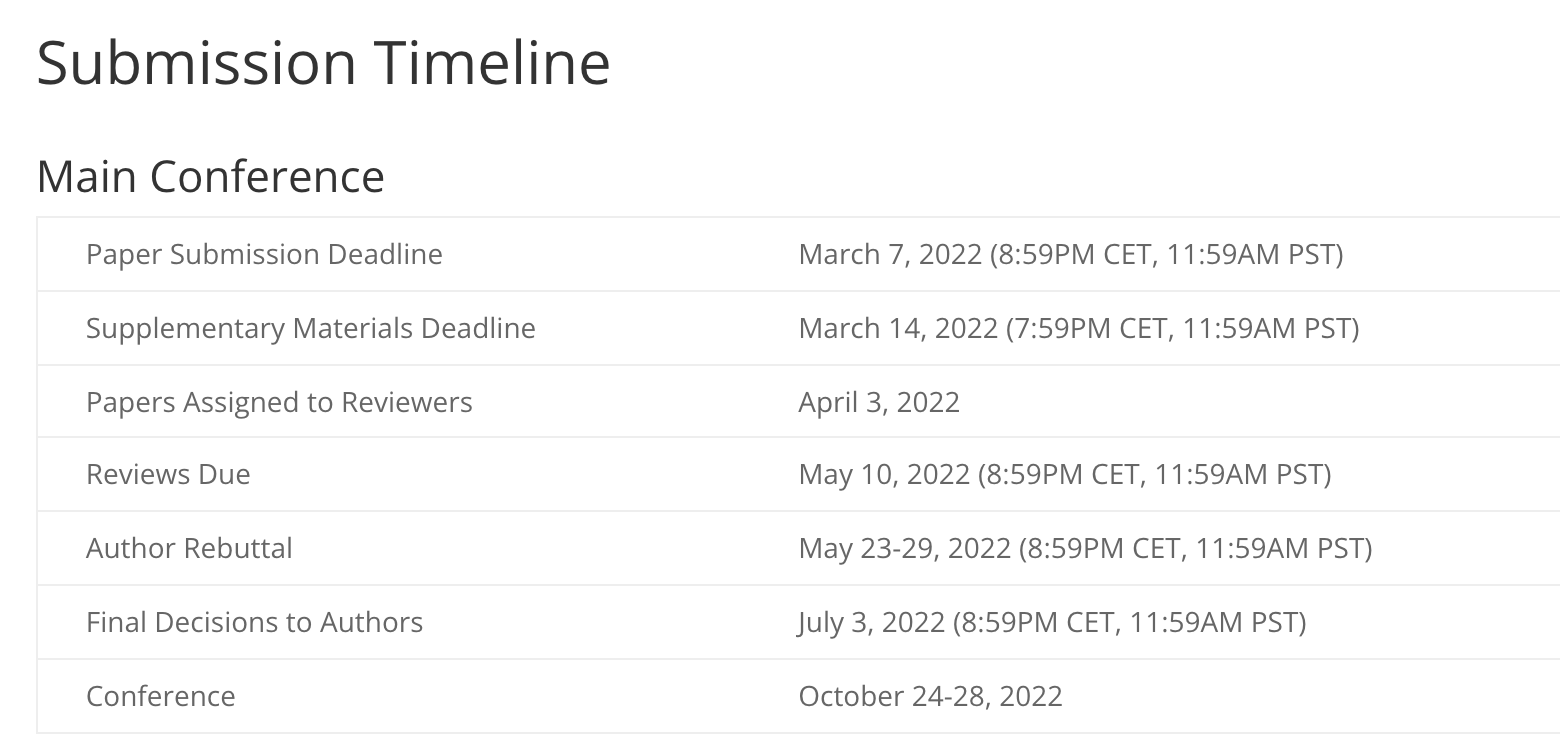 Submission Timeline
Main Conference
Paper Submission Deadline March 7, 2022 (8:59PM CET, 11:59AM PST)
Supplementary Materials Deadline March 14, 2022 (7:59PM CET, 11:59AM PST)
Papers Assigned to Reviewers April 3, 2022
Reviews Due May 10, 2022 (8:59PM CET, 11:59AM PST)
Author Rebuttal May 23-29, 2022 (8:59PM CET, 11:59AM PST)
Final Decisions to Authors July 3, 2022 (8:59PM CET, 11:59AM PST)
Conference October 24-28, 2022